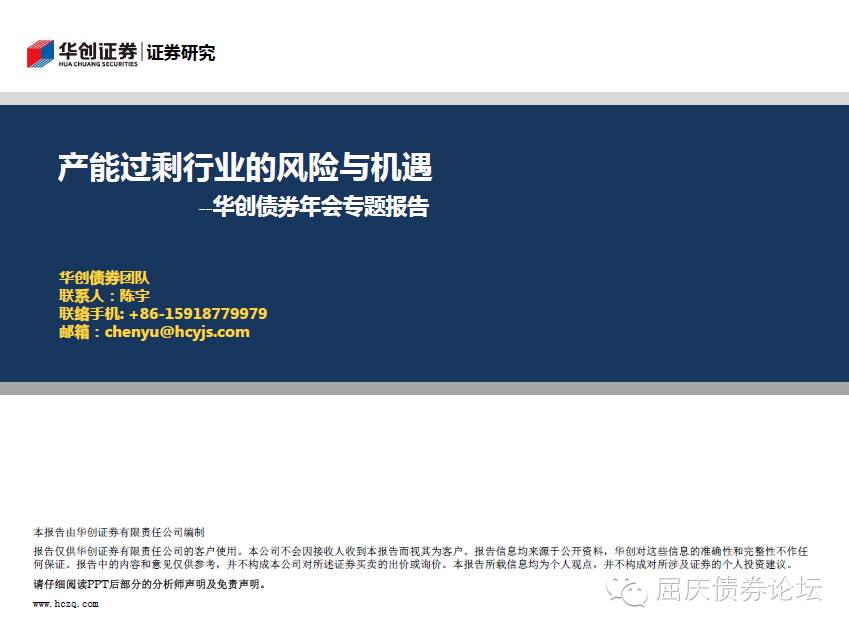 华创证券 证券研究
HUA CHUANG SECURITIES
产能过剩行业的风险与机遇
--华创债券年会专题报告
华创债券团队
联系人：陈宇
联络手机: +86-15918779979
邮箱：chenyu@hcyjs.com
本报告由华创证券有限责任公司编制
报告仅供华创证券有限责任公司的客户使用。本公司不会因接收人收到本报告而视其为客户。报告信息均来源于公开资料，华创对这些信息的准确性和完整性不作任
何保证。报告中的内容和意见仅供参考，并不构成本公司对所述证券买卖的出价或询价。本报告所载信息均为个人观点，并不构成对所涉及证券的个人投资建议。
请仔细阅读PPT后部分的分析师声明及免责声明。
www.hczq.com
屈庆债券论坛